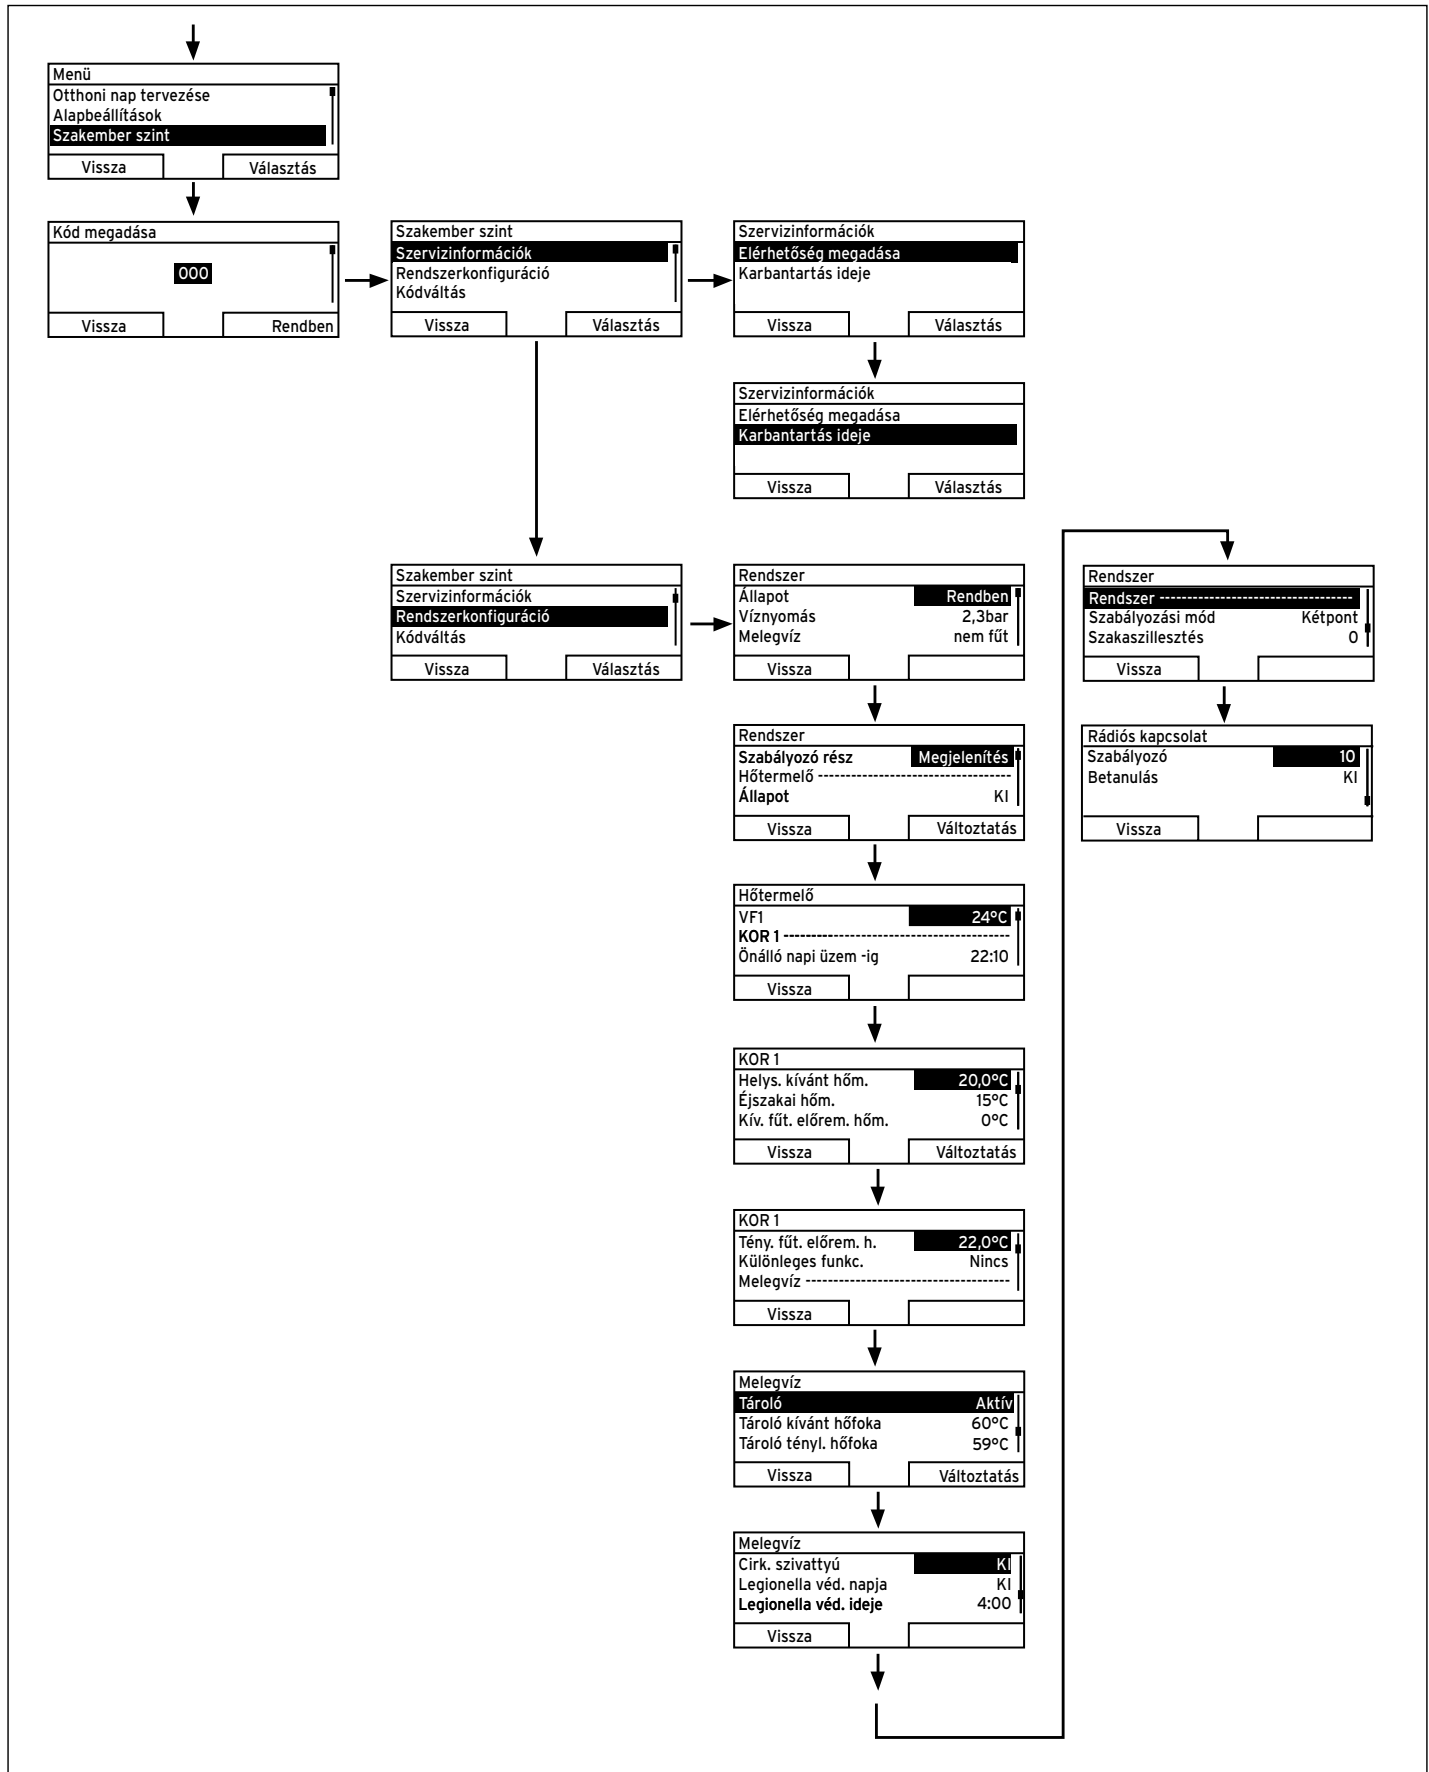 Menü
Otthoni nap tervezése
Alapbeállítások
Szakember szint
Vissza Választás
Kód megadása
000
Vissza Rendben
Szakember szint
Szervizinformációk
Rendszerkonfiguráció
Kódváltás
Vissza Választás
Szervizinformációk
Elérhetőség megadása
Karbantartás ideje
Vissza Választás
Szervizinformációk
Elérhetőség megadása
Karbantartás ideje
Vissza Választás
Szakember szint
Szervizinformációk
Rendszerkonfiguráció
Kódváltás
Vissza Választás
Rendszer
Állapot Rendben
Víznyomás 2,3bar
Melegvíz nem fűt
Vissza
Rendszer
Szabályozó rész Megjelenítés
Hőtermelő -----------------------------------
Állapot KI
Vissza Változtatás
Hőtermelő
VF1 24°C
KOR 1 -----------------------------------------
Önálló napi üzem -ig 22:10
Vissza
KOR 1
Helys. kívánt hőm. 20,0°C
Éjszakai hőm. 15°C
Kív. fűt. előrem. hőm. 0°C
Vissza Változtatás
KOR 1
Tény. fűt. előrem. h. 22,0°C
Különleges funkc. Nincs
Melegvíz -------------------------------------
Vissza
Melegvíz
Tároló Aktív
Tároló kívánt hőfoka 60°C
Tároló tényl. hőfoka 59°C
Vissza Változtatás
Melegvíz
Cirk. szivattyú KI
Legionella véd. napja KI
Legionella véd. ideje 4:00
Vissza
Rendszer
Rendszer -----------------------------------
Szabályozási mód Kétpont
Szakaszillesztés 0
Vissza
Rádiós kapcsolat
Szabályozó 10
Betanulás KI
Vissza